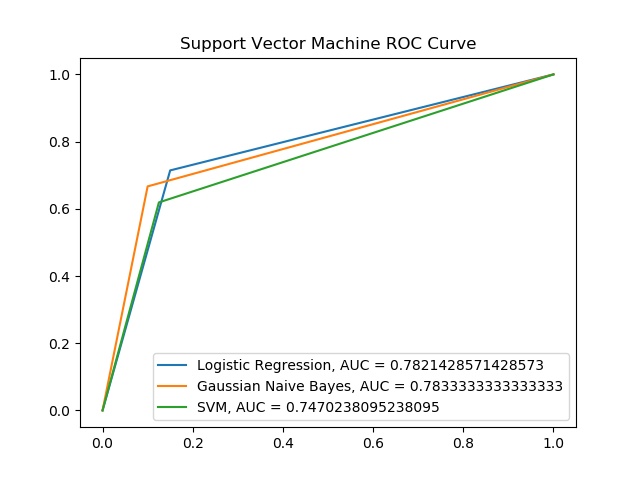 Support Vector Machine ROC Curve
1.0
0.8
0.6
0.4
0.2
0.0
Logistic Regression, AUC = 0.7821428571428573
Gaussian Naive Bayes, AUC = 0.7833333333333333
SVM, AUC = 0.7470238095238095
0.0 0.2 0.4 0.6 0.8 1.0